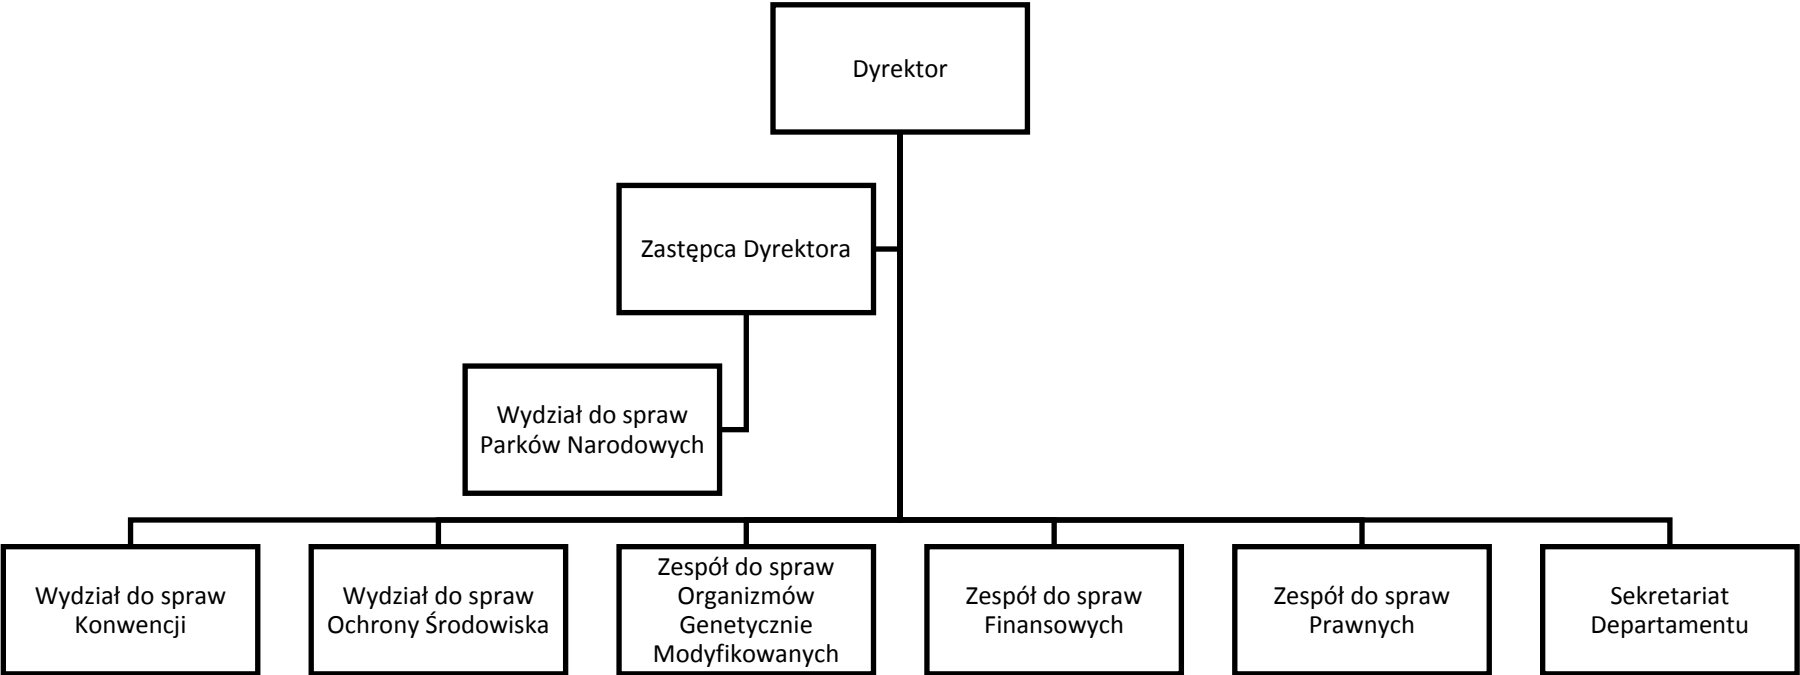 Dyrektor
Zastępca Dyrektora
Wydział do spraw
Parków Narodowych
Wydział do spraw
Konwencji
Wydział do spraw
Ochrony Środowiska
Zespół do spraw
Organizmów
Genetycznie
Modyfikowanych
Zespół do spraw
Finansowych
Zespół do spraw
Prawnych
Sekretariat
Departamentu